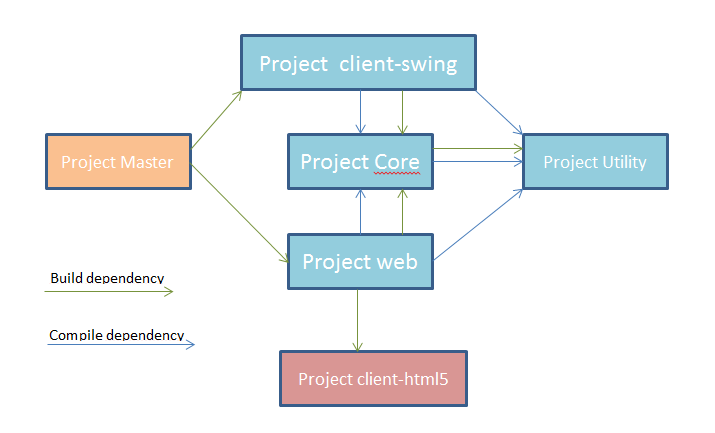 Project client-swing
Project Master
Project Core
Project Utility
Project web
Build dependency
Compile dependency
Project client-html5